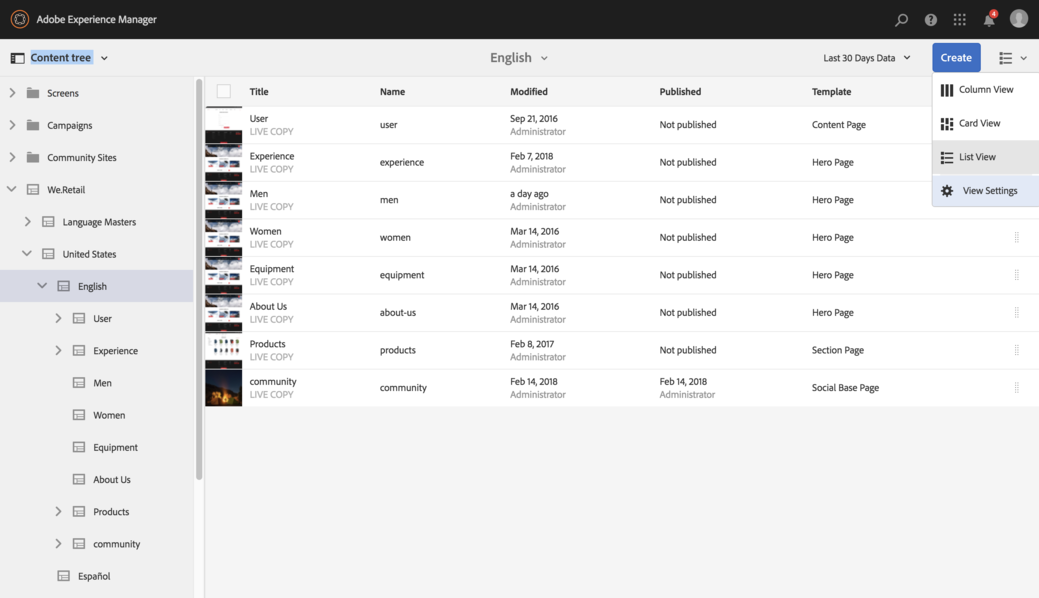 Adobe Experience Manager
4
Content tree
English
Last 30 Days Data
Create
Column View
Card View
List View
View Settings
Screens
Campaigns
Community Sites
We.Retail
Language Masters
United States
English
User
Experience
Men
Women
Equipment
About Us
Products
community
Español
Title Name Modified Published Template
User user Sep 21, 2016 Not published Content Page
LIVE COPY Administrator
Experience experience Feb 7, 2018 Not published Hero Page
LIVE COPY Administrator
Men men a day ago Not published Hero Page
LIVE COPY Administrator
Women women Mar 14, 2016 Not published Hero Page
LIVE COPY Administrator
Equipment equipment Mar 14, 2016 Not published Hero Page
LIVE COPY Administrator
About Us about-us Mar 14, 2016 Not published Hero Page
LIVE COPY Administrator
Products products Feb 8, 2017 Not published Section Page
LIVE COPY Administrator
community community Feb 14, 2018 Feb 14, 2018 Social Base Page
LIVE COPY Administrator Administrator